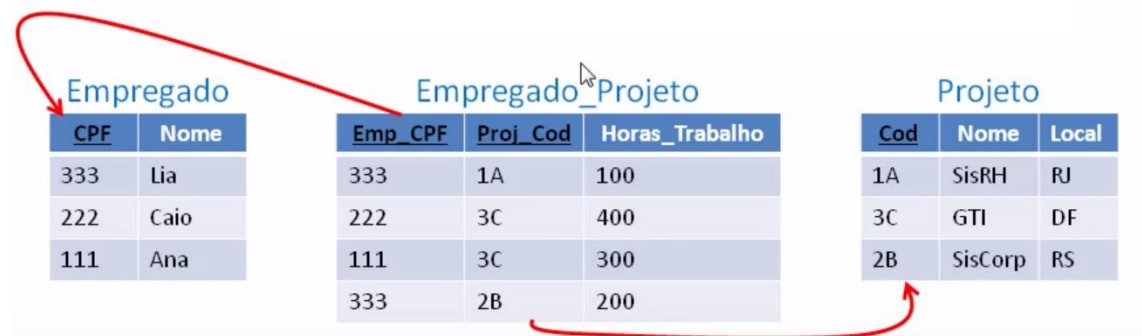 Empregado
CPF Nome
333 Lia
222 Caio
111 Ana
Empregado_Projeto
Emp_CPF Proj_Cod Horas_Trabalho
333 1A 100
222 3C 400
111 3C 300
333 2B 200
Projeto
Cod Nome Local
1A SisRH RJ
3C GTI DF
2B SisCorp RS